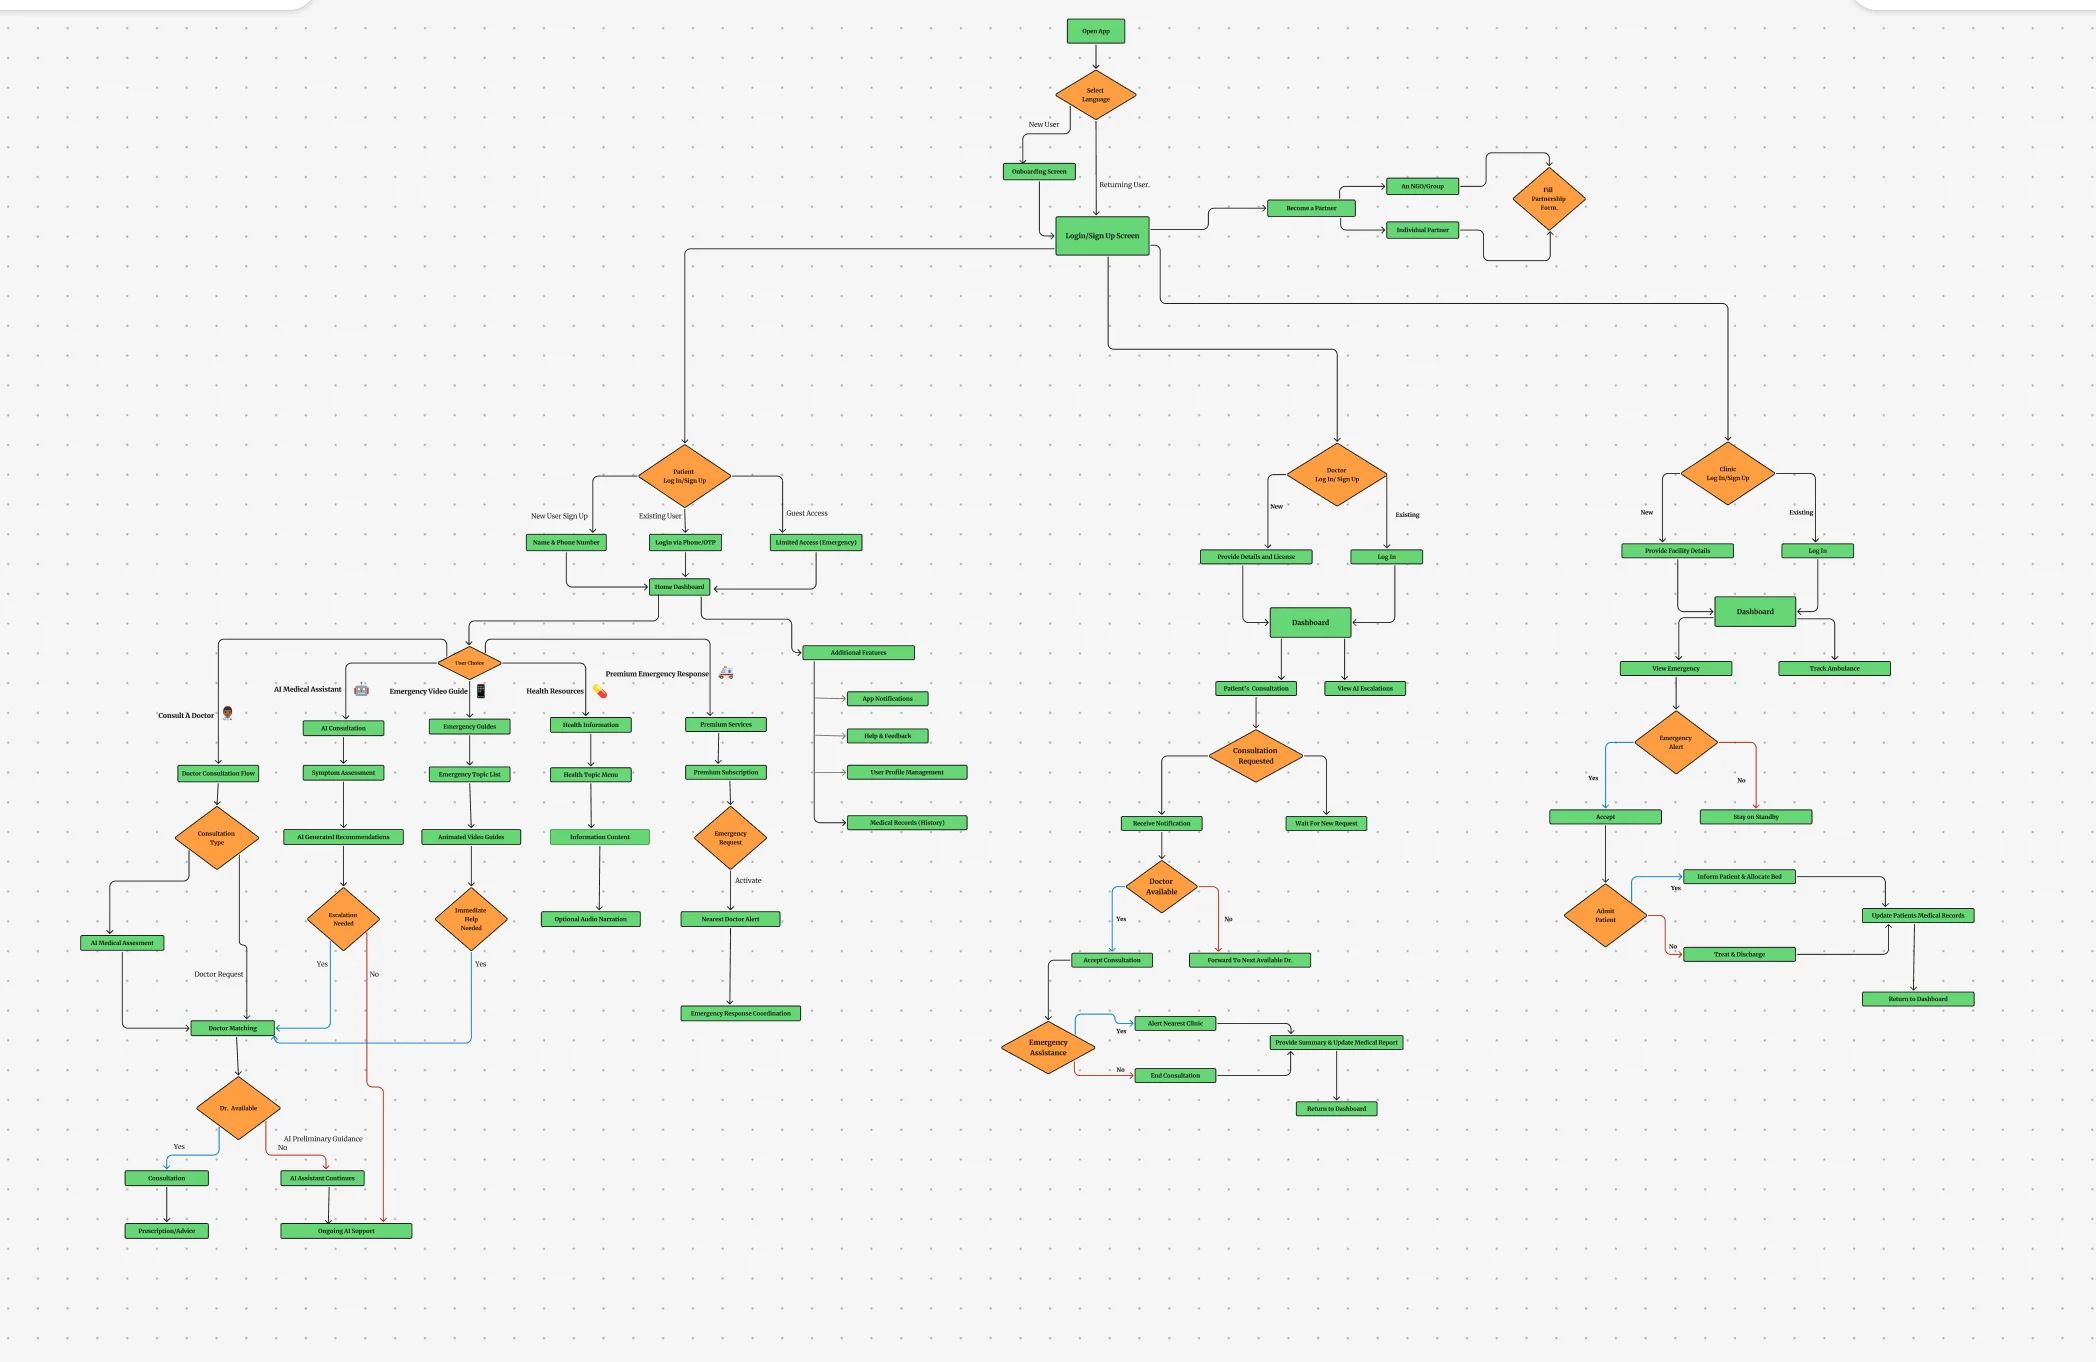 Open App
Select
Language
New User
Onboarding Screen
Returning User.
Login/Sign Up Screen
Become a Partner
An NGO/Group
Individual Partner
Fill
Partnership
Form.
Patient
Log In/Sign Up
New User Sign Up
Existing User
Guest Access
Name & Phone Number
Login via Phone/OTP
Limited Access (Emergency)
Home Dashboard
User Choice
Consult A Doctor
AI Medical Assistant
Emergency Video Guide
Health Resources
Premium Emergency Response
Additional Features
App Notifications
Help & Feedback
User Profile Management
Medical Records (History)
Doctor Consultation Flow
Consultation
Type
AI Medical Assesment
Doctor Request
Doctor Matching
Dr. Available
Yes
No
AI Preliminary Guidance
Consultation
Prescription/Advice
AI Assistant Continues
Ongoing AI Support
AI Consultation
Symptom Assessment
AI Generated Recommendations
Escalation
Needed
Yes
No
Emergency Guides
Emergency Topic List
Animated Video Guides
Immediate
Help
Needed
Yes
Health Information
Health Topic Menu
Information Content
Optional Audio Narration
Premium Services
Premium Subscription
Emergency
Request
Activate
Nearest Doctor Alert
Emergency Response Coordination
Doctor
Log In/ Sign Up
New
Existing
Provide Details and License
Log In
Dashboard
Patient's Consultation
View AI Escalations
Consultation
Requested
Receive Notification
Wait For New Request
Doctor
Available
Yes
No
Accept Consultation
Forward To Next Available Dr.
Emergency
Assistance
Yes
No
Alert Nearest Clinic
End Consultation
Provide Summary & Update Medical Report
Return to Dashboard
Clinic
Log In/Sign Up
New
Existing
Provide Facility Details
Log In
Dashboard
View Emergency
Track Ambulance
Emergency
Alert
Yes
No
Accept
Stay on Standby
Admit
Patient
Yes
No
Inform Patient & Allocate Bed
Treat & Discharge
Update Patients Medical Records
Return to Dashboard